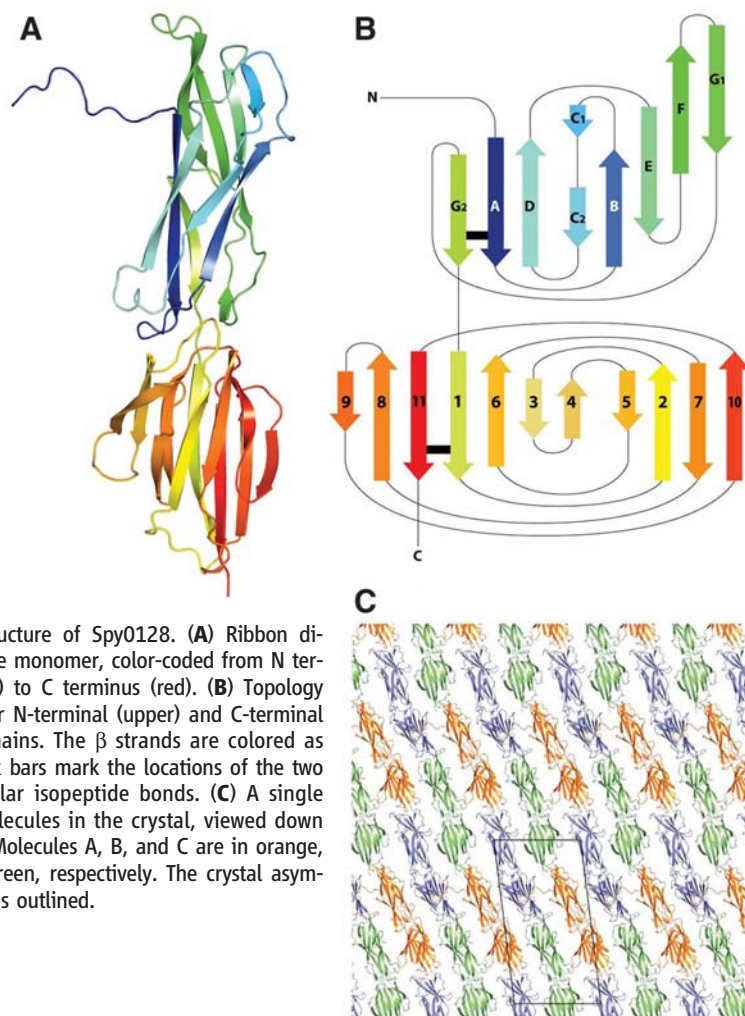 A
B
N
G1
F
C1
E
G2
A
D
C2
B
9
8
11
1
6
3
4
5
2
7
10
C
C
ucture of Spy0128. (A) Ribbon di-
e monomer, color-coded from N ter-
) to C terminus (red). (B) Topology
r N-terminal (upper) and C-terminal
ains. The β strands are colored as
k bars mark the locations of the two
lar isopeptide bonds. (C) A single
lecules in the crystal, viewed down
Molecules A, B, and C are in orange,
reen, respectively. The crystal asym-
s outlined.